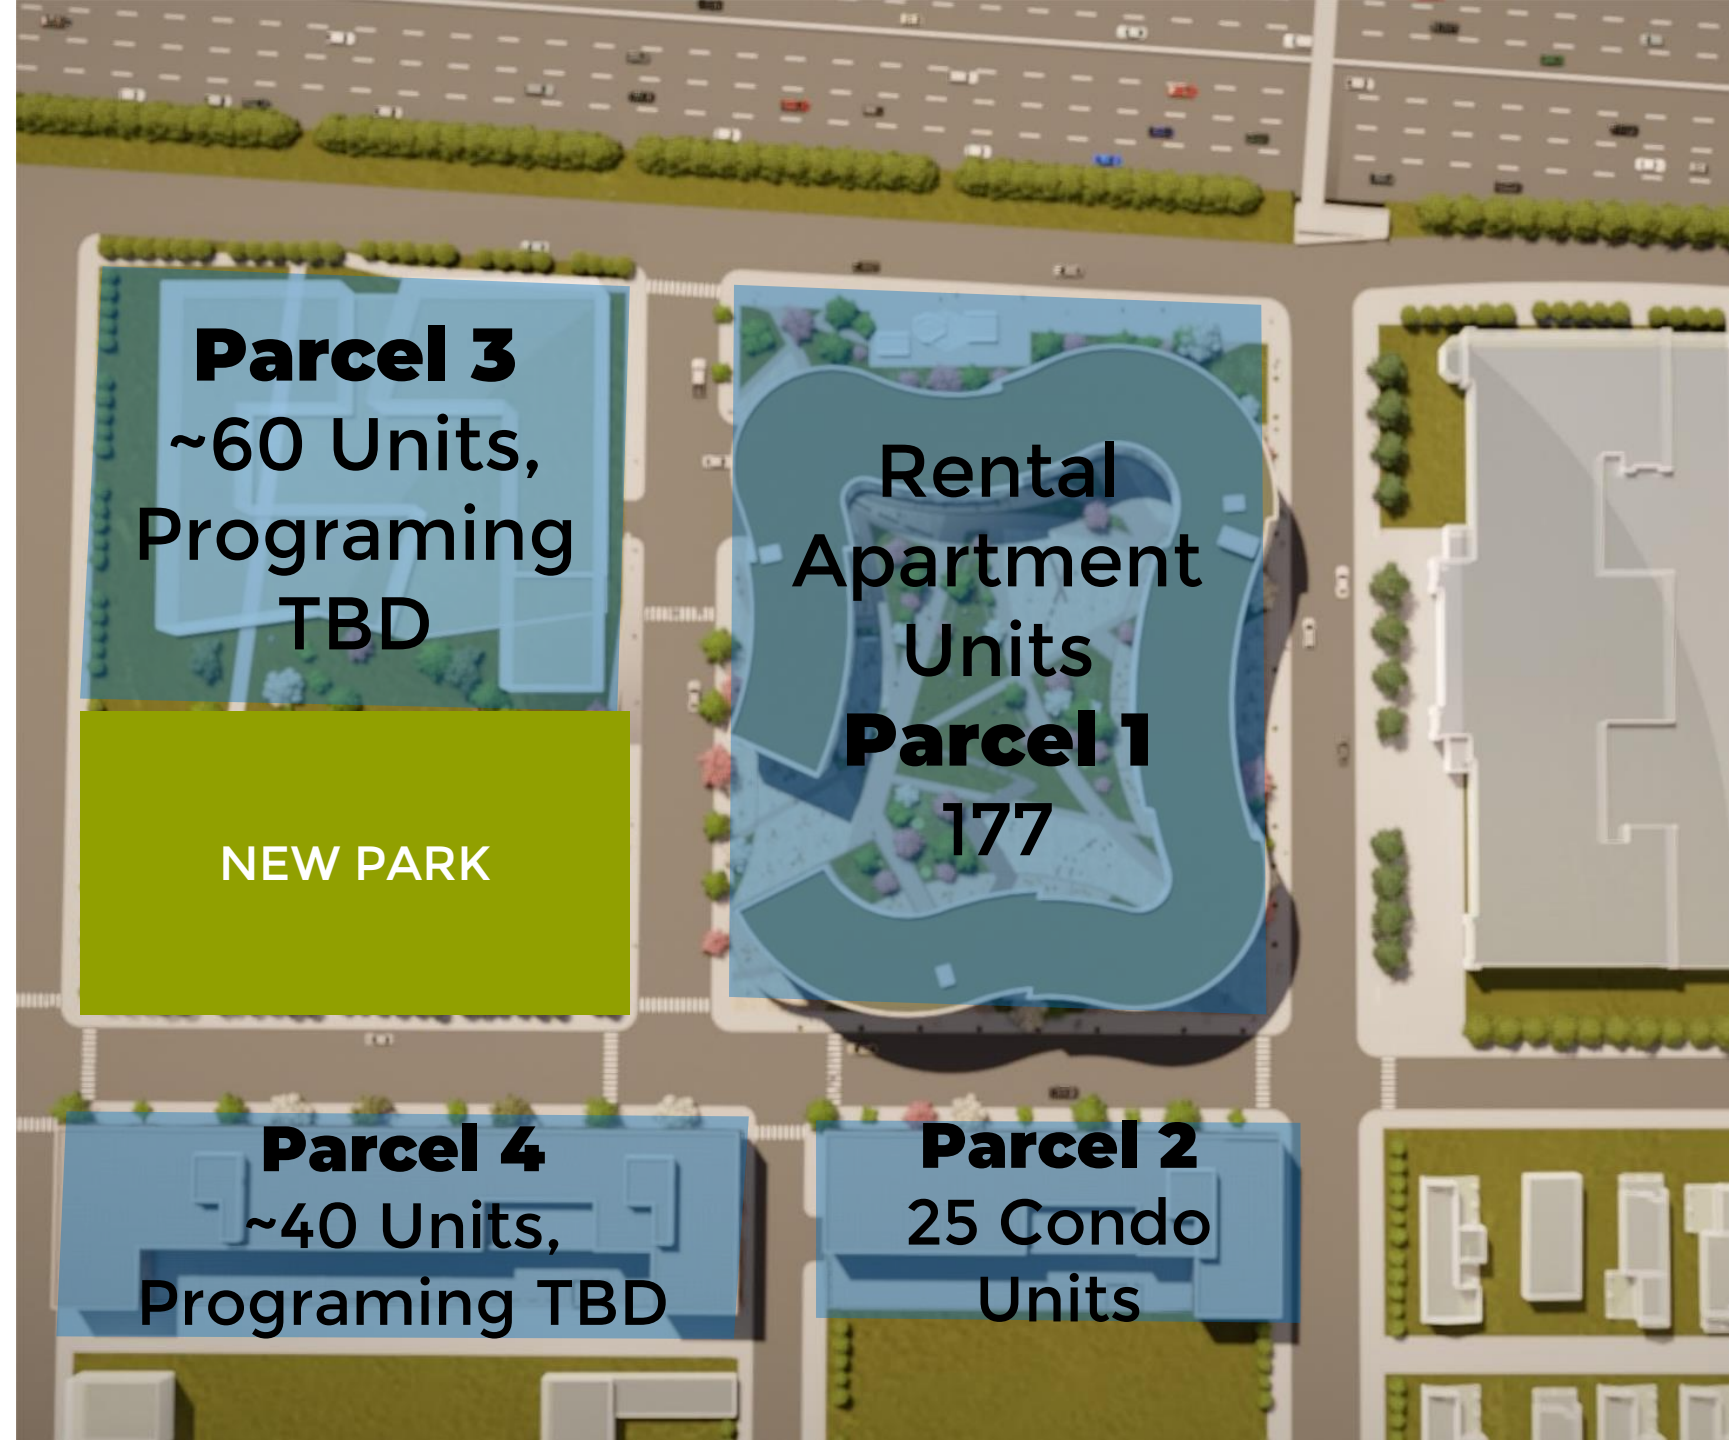 Parcel 3
~60 Units,
Programing
TBD
NEW PARK
Rental
Apartment
Units
Parcel 1
177
Parcel 4
~40 Units,
Programing TBD
Parcel 2
25 Condo
Units